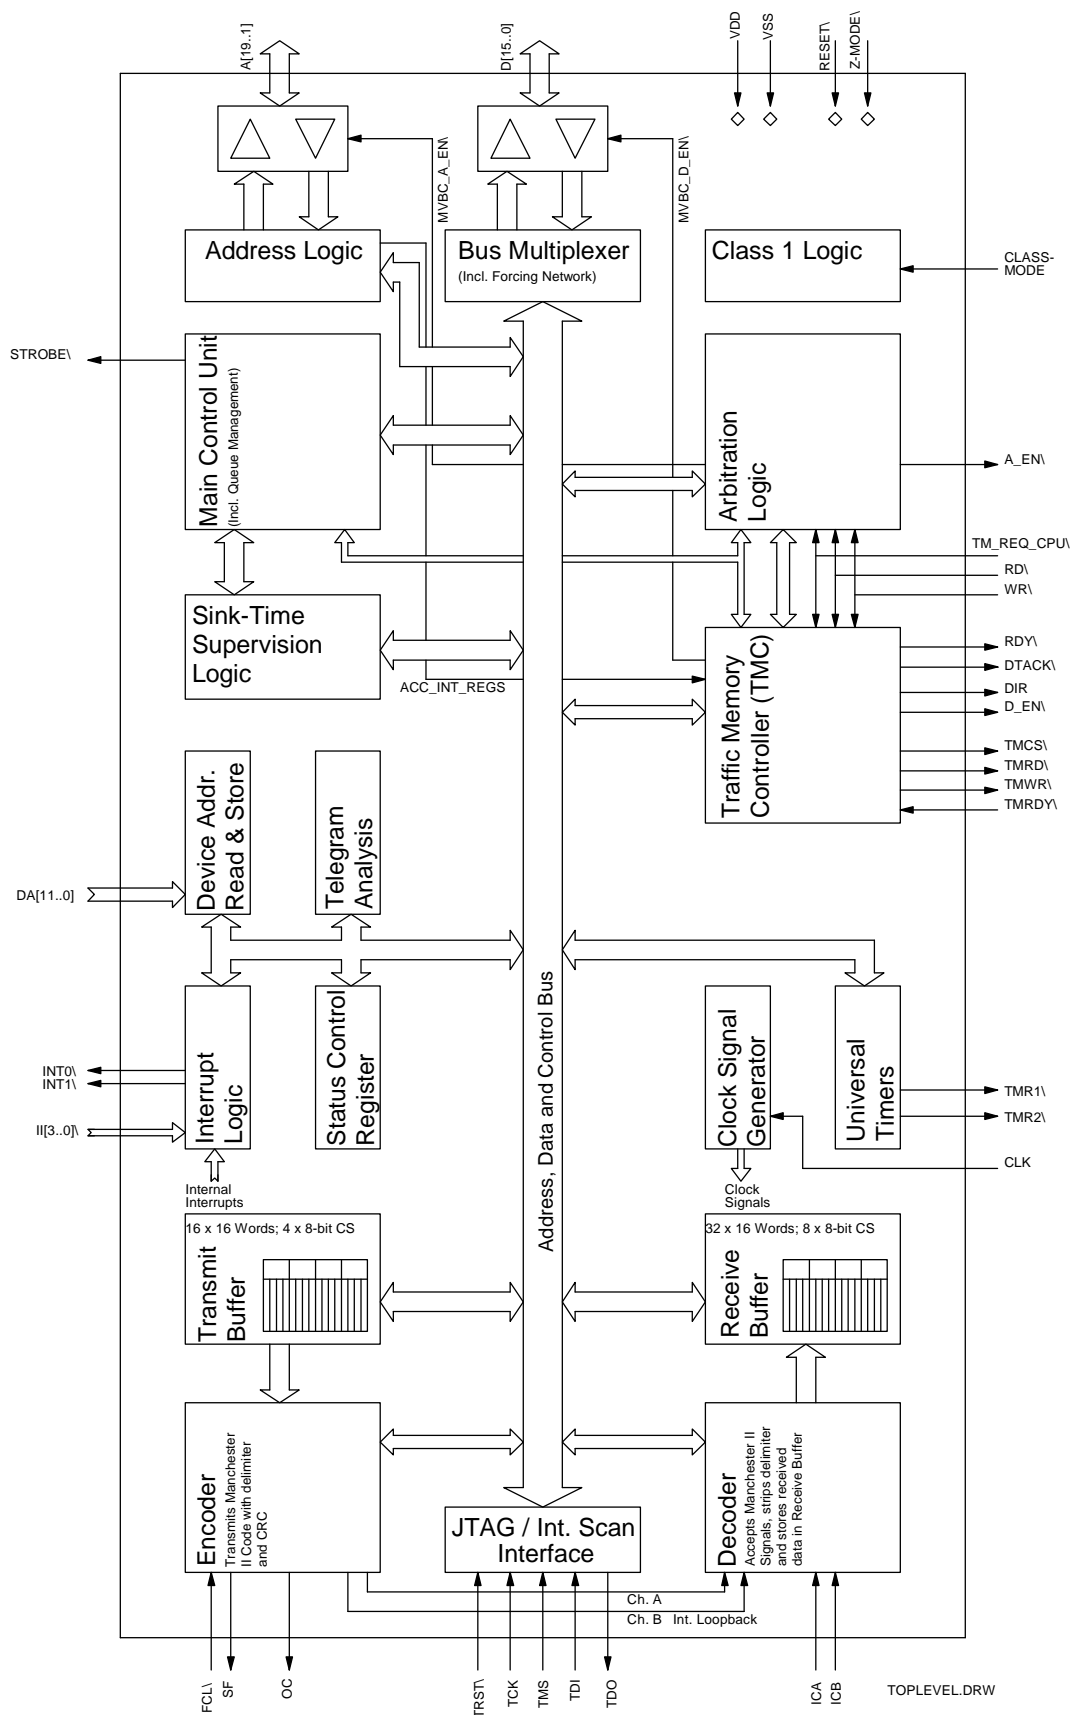 A[19..1]
D[15..0]
VDD
VSS
RESET\
Z-MODE\
MVBC_A_EN\
MVBC_D_EN\
Address Logic
Bus Multiplexer
(Incl. Forcing Network)
Class 1 Logic
CLASS-
MODE
STROBE\
Main Control Unit
(Incl. Queue Management)
Arbitration
Logic
A_EN\
TM_REQ_CPU\
RD\
WR\
Sink-Time
Supervision
Logic
ACC_INT_REGS
Traffic Memory
Controller (TMC)
RDY\
DTACK\
DIR
D_EN\
TMCS\
TMRD\
TMWR\
TMRDY\
Device Addr.
Read & Store
Telegram
Analysis
DA[11..0]
Address, Data and Control Bus
Interrupt
Logic
Status Control
Register
Clock Signal
Generator
Universal
Timers
INT0\
INT1\
II[3..0]\
TMR1\
TMR2\
CLK
Internal
Interrupts
Clock
Signals
16 x 16 Words; 4 x 8-bit CS
Transmit
Buffer
32 x 16 Words; 8 x 8-bit CS
Receive
Buffer
Encoder
Transmits Manchester
II Code with delimiter
and CRC
JTAG / Int. Scan
Interface
Decoder
Accepts Manchester II
Signals, strips delimiter
and stores received
data in Receive Buffer
Ch. A
Ch. B Int. Loopback
FCL\
SF
OC
TRST\
TCK
TMS
TDI
TDO
ICA
ICB
TOPLEVEL.DRW